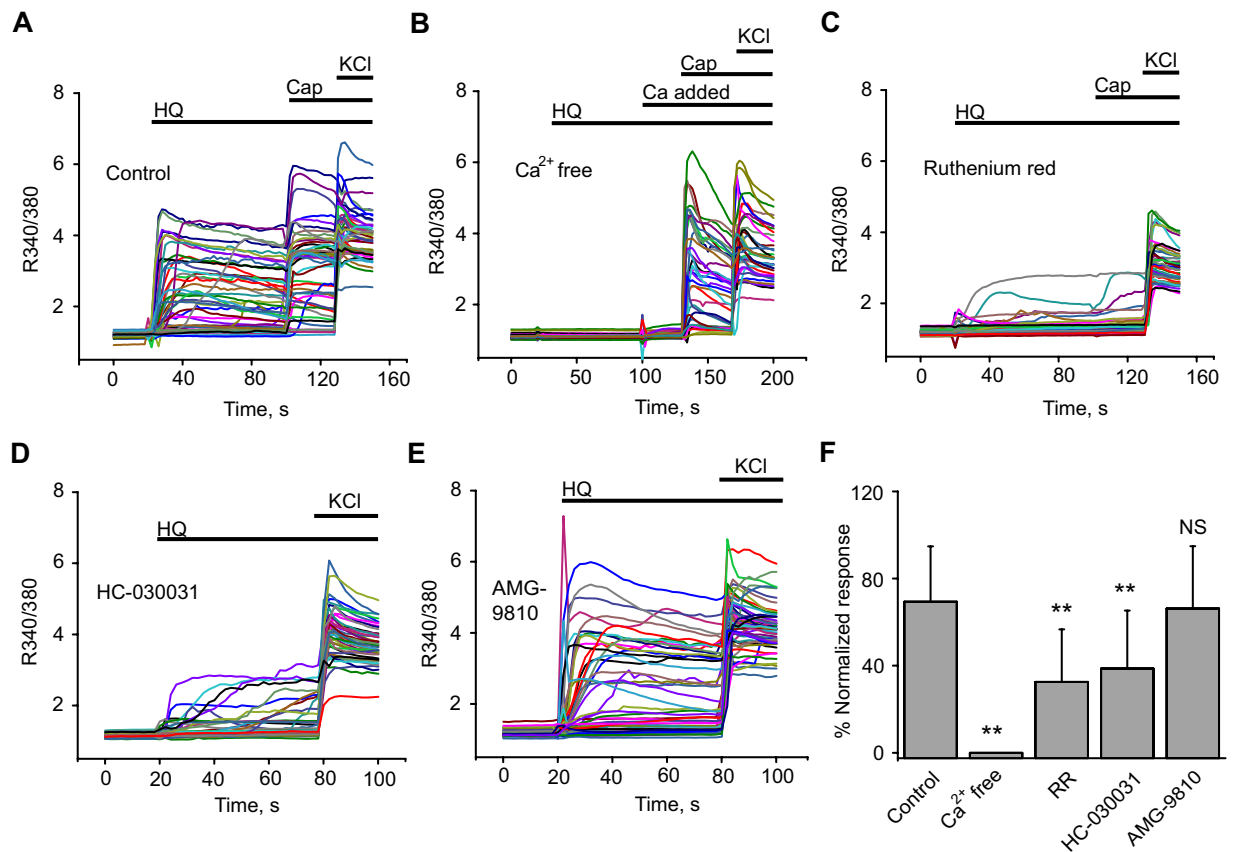 A
KCl
Cap
HQ
Control
8
6
4
2
R340/380
0 40 80 120 160
Time, s
B
KCl
Cap
Ca added
HQ
Ca2+ free
8
6
4
2
R340/380
0 50 100 150 200
Time, s
C
KCl
Cap
HQ
Ruthenium red
8
6
4
2
R340/380
0 40 80 120 160
Time, s
D
KCl
HQ
HC-030031
8
6
4
2
R340/380
0 20 40 60 80 100
Time, s
E
KCl
HQ
AMG-
9810
8
6
4
2
R340/380
0 20 40 60 80 100
Time, s
F
120
80
40
0
% Normalized response
**
**
**
NS
Control
Ca2+ free
RR
HC-030031
AMG-9810